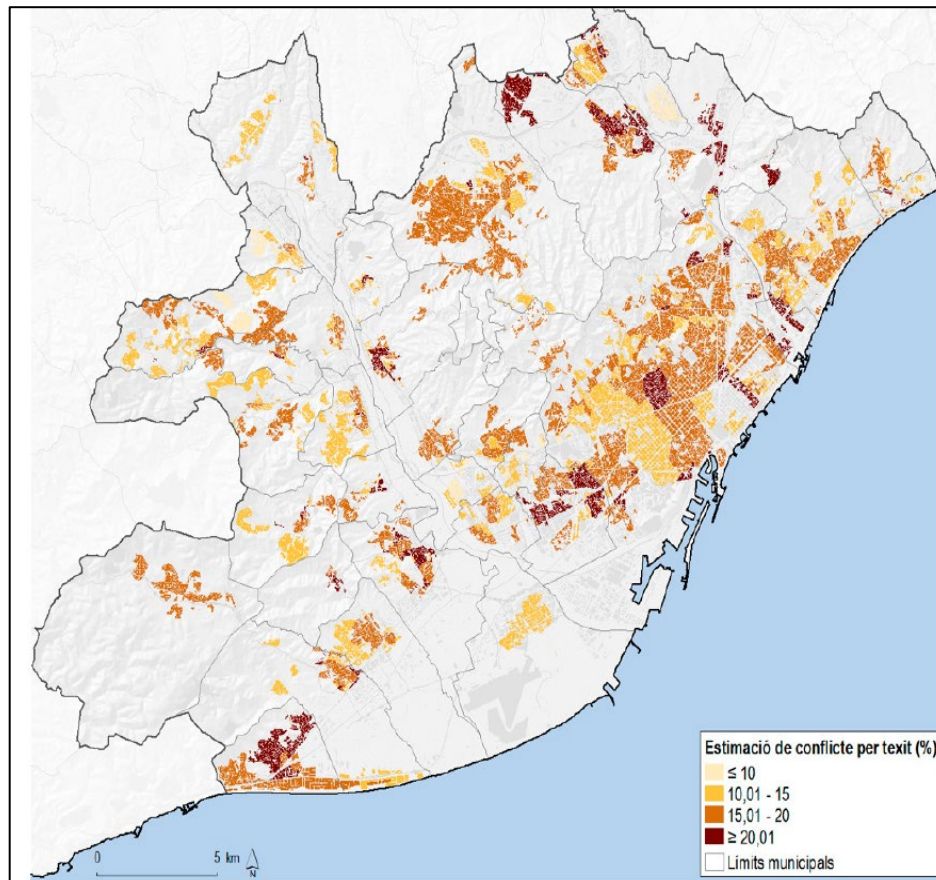 Estimació de conflicte per texit (%)
≤ 10
10,01 - 15
15,01 - 20
≥ 20,01
Límits municipals
0 5 km
N